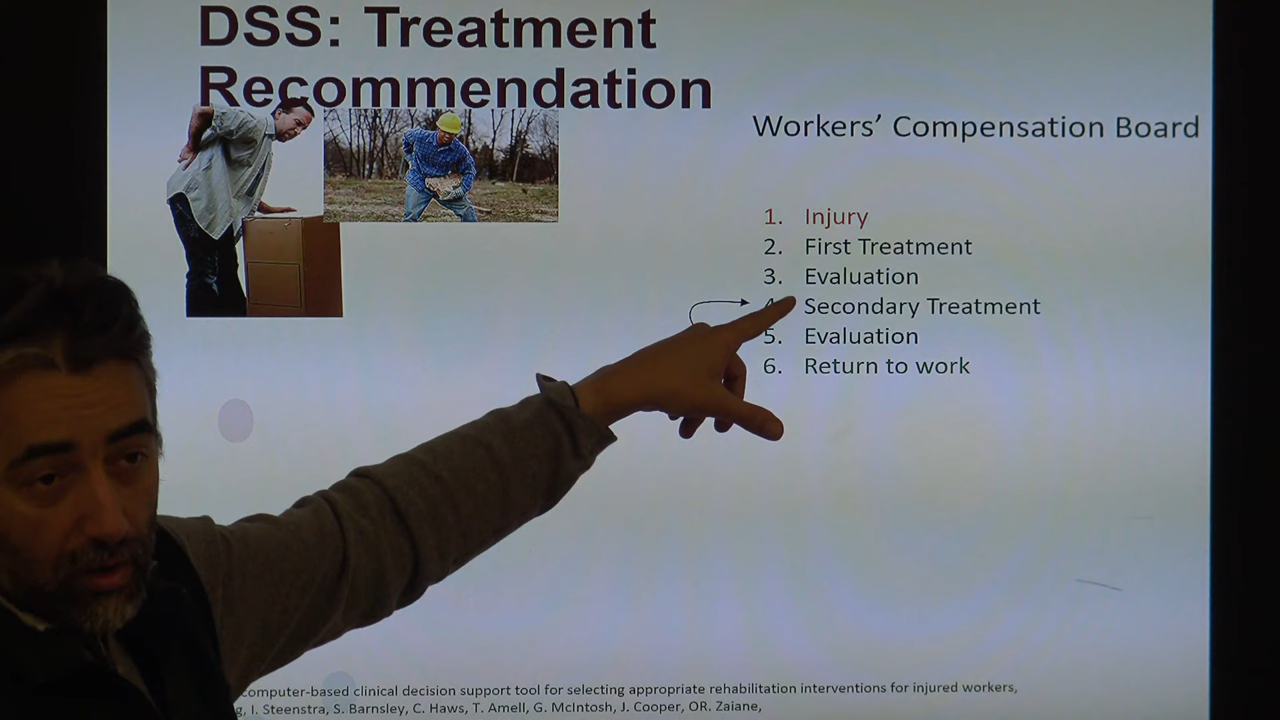 DSS: Treatment
Recommendation
Workers' Compensation Board
1. Injury
2. First Treatment
3. Evaluation
Secondary Treatment
5. Evaluation
6. Return to work
computer-based clinical decision support tool for selecting appropriate rehabilitation interventions for injured workers,
I. Steenstra, S. Barnsley, C. Haws, T. Amell, G. McIntosh, J. Cooper, OR. Zaiane,